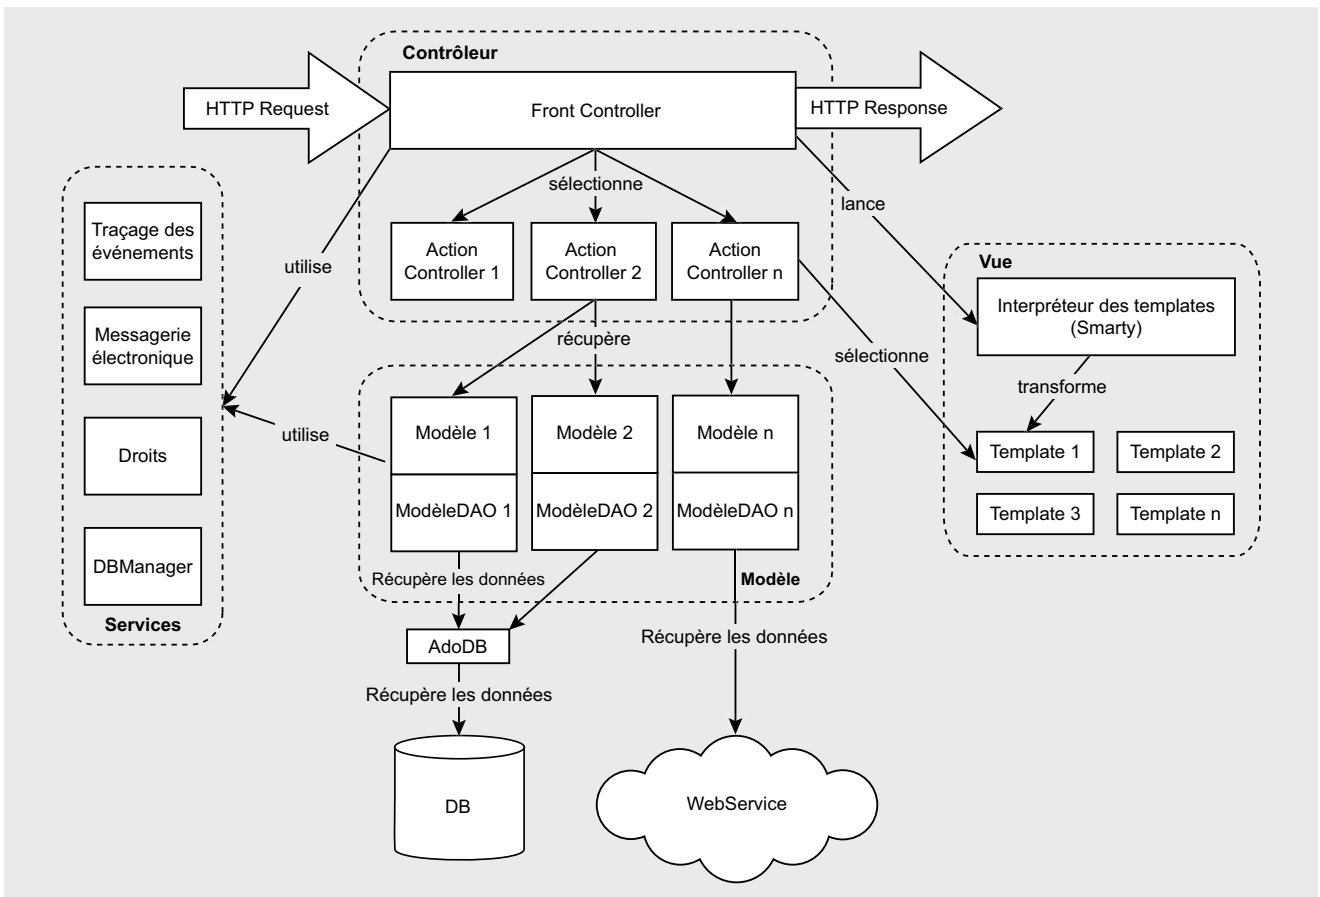 Contrôleur
HTTP Request
Front Controller
HTTP Response
sélectionne
lance
Action
Controller 1
Action
Controller 2
Action
Controller n
utilise
récupère
sélectionne
Traçage des
événements
Messagerie
électronique
Droits
DBManager
Services
utilise
Vue
Interpréteur des templates
(Smarty)
transforme
Template 1
Template 2
Template 3
Template n
Modèle 1
Modèle 2
Modèle n
ModèleDAO 1
ModèleDAO 2
ModèleDAO n
Récupère les données
Modèle
AdoDB
Récupère les données
Récupère les données
DB
WebService